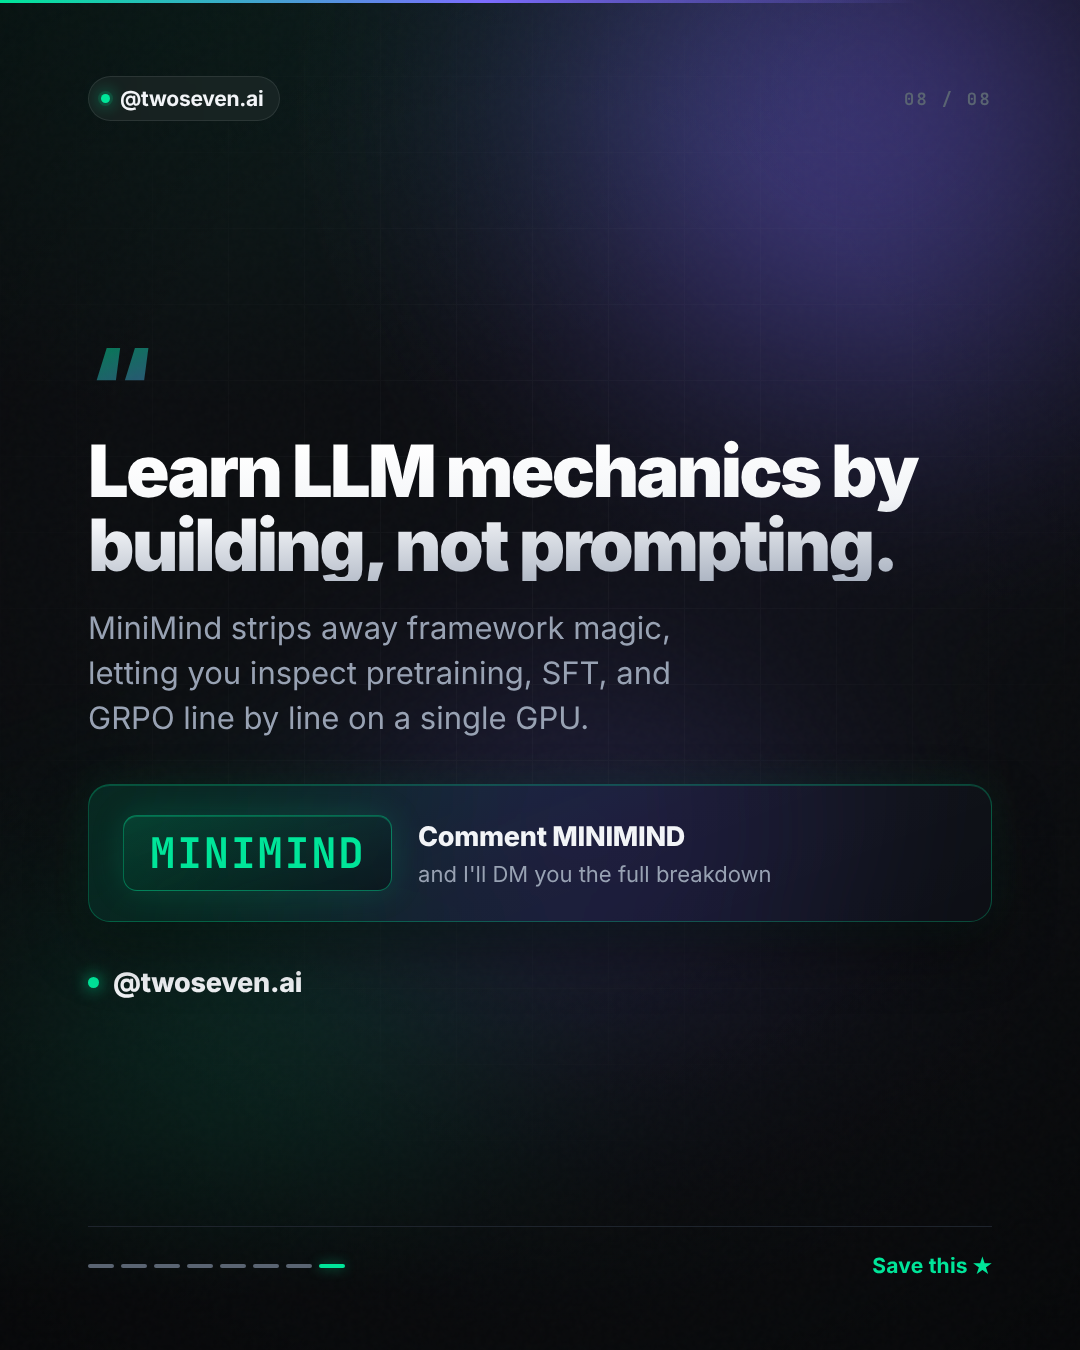 @twoseven.ai
08 / 08
"
Learn LLM mechanics by
building, not prompting.
MiniMind strips away framework magic,
letting you inspect pretraining, SFT, and
GRPO line by line on a single GPU.
MINIMIND
Comment MINIMIND
and I'll DM you the full breakdown
@twoseven.ai
Save this ★